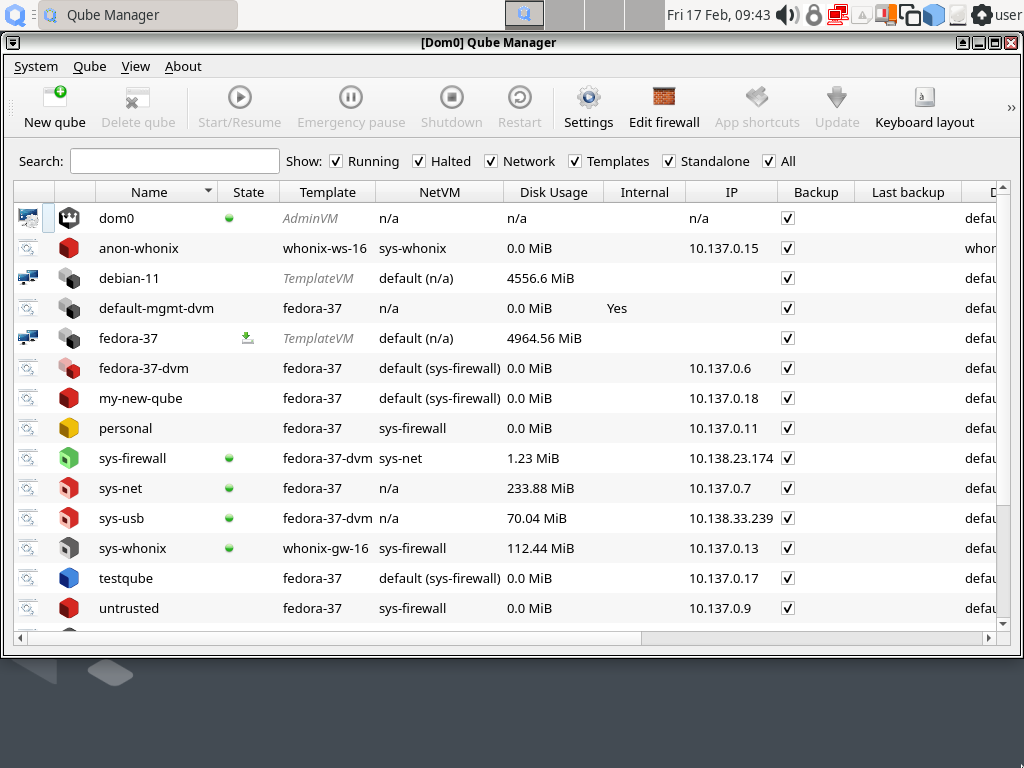 Qube Manager Fri 17 Feb, 09:43 user
[Dom0] Qube Manager
System Qube View About
New qube Delete qube Start/Resume Emergency pause Shutdown Restart Settings Edit firewall App shortcuts Update Keyboard layout »
Search: Show: Running Halted Network Templates Standalone All
Name State Template NetVM Disk Usage Internal IP Backup Last backup D
dom0 AdminVM n/a n/a n/a defau
anon-whonix whonix-ws-16 sys-whonix 0.0 MiB 10.137.0.15 whon
debian-11 TemplateVM default (n/a) 4556.6 MiB defau
default-mgmt-dvm fedora-37 n/a 0.0 MiB Yes defau
fedora-37 TemplateVM default (n/a) 4964.56 MiB defau
fedora-37-dvm fedora-37 default (sys-firewall) 0.0 MiB 10.137.0.6 defau
my-new-qube fedora-37 default (sys-firewall) 0.0 MiB 10.137.0.18 defau
personal fedora-37 sys-firewall 0.0 MiB 10.137.0.11 defau
sys-firewall fedora-37-dvm sys-net 1.23 MiB 10.138.23.174 defau
sys-net fedora-37 n/a 233.88 MiB 10.137.0.7 defau
sys-usb fedora-37-dvm n/a 70.04 MiB 10.138.33.239 defau
sys-whonix whonix-gw-16 sys-firewall 112.44 MiB 10.137.0.13 defau
testqube fedora-37 default (sys-firewall) 0.0 MiB 10.137.0.17 defau
untrusted fedora-37 sys-firewall 0.0 MiB 10.137.0.9 defau